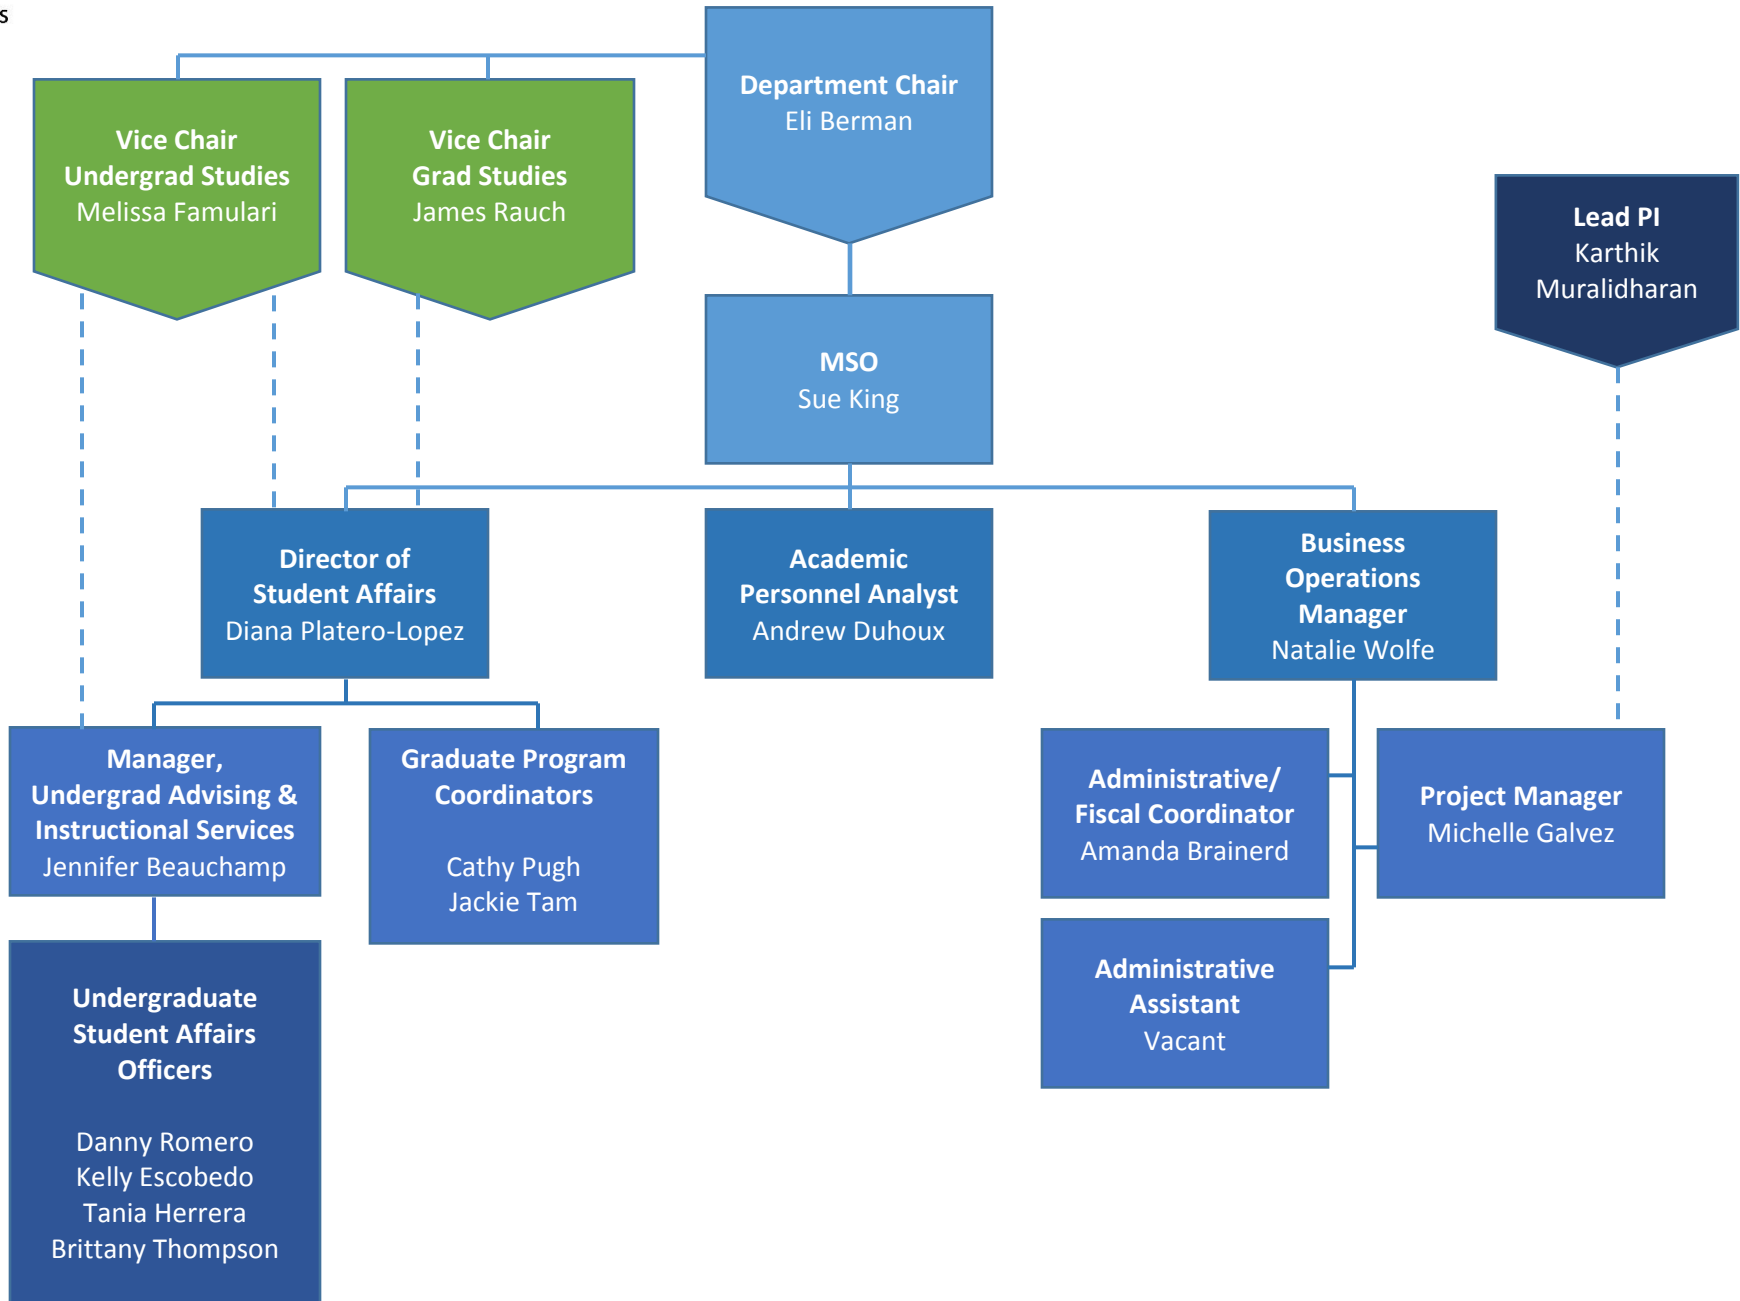 s
Department Chair
Eli Berman
Vice Chair
Undergrad Studies
Melissa Famulari
Vice Chair
Grad Studies
James Rauch
Lead PI
Karthik
Muralidharan
MSO
Sue King
Director of
Student Affairs
Diana Platero-Lopez
Academic
Personnel Analyst
Andrew Duhoux
Business
Operations
Manager
Natalie Wolfe
Manager,
Undergrad Advising &
Instructional Services
Jennifer Beauchamp
Graduate Program
Coordinators
Cathy Pugh
Jackie Tam
Administrative/
Fiscal Coordinator
Amanda Brainerd
Project Manager
Michelle Galvez
Undergraduate
Student Affairs
Officers
Danny Romero
Kelly Escobedo
Tania Herrera
Brittany Thompson
Administrative
Assistant
Vacant